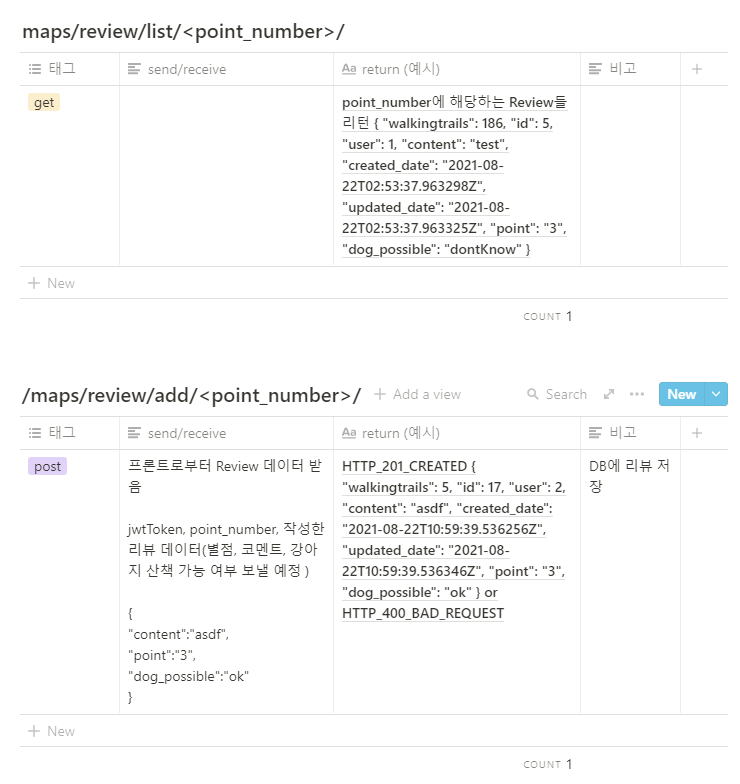 maps/review/list/<point_number>/
태그 send/receive Aa return (예시) 비고 +
get
point_number에 해당하는 Review들
리턴 { "walkingtrails": 186, "id": 5,
"user": 1, "content": "test",
"created_date": "2021-08-
22T02:53:37.963298Z",
"updated_date": "2021-08-
22T02:53:37.963325Z", "point": "3",
"dog_possible": "dontKnow" }
+ New
COUNT 1
/maps/review/add/<point_number>/ + Add a view Search ••• New
태그 send/receive Aa return (예시) 비고 +
post
프론트로부터 Review 데이터 받
음
jwtToken, point_number, 작성한
리뷰 데이터(별점, 코멘트, 강아
지 산책 가능 여부 보낼 예정 )
{
"content":"asdf",
"point":"3",
"dog_possible":"ok"
}
HTTP_201_CREATED {
"walkingtrails": 5, "id": 17, "user": 2,
"content": "asdf", "created_date":
"2021-08-22T10:59:39.536256Z",
"updated_date": "2021-08-
22T10:59:39.536346Z", "point": "3",
"dog_possible": "ok" } or
HTTP_400_BAD_REQUEST
DB에 리뷰 저
장
+ New
COUNT 1